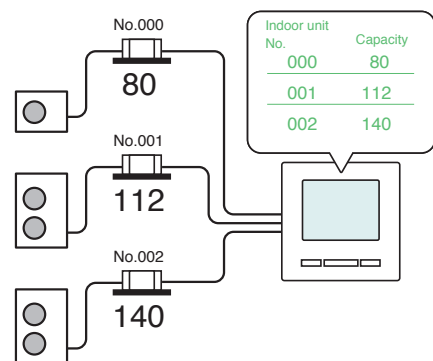 No.000
80
No.001
112
No.002
140
Indoor unit
No. Capacity
000 80
001 112
002 140